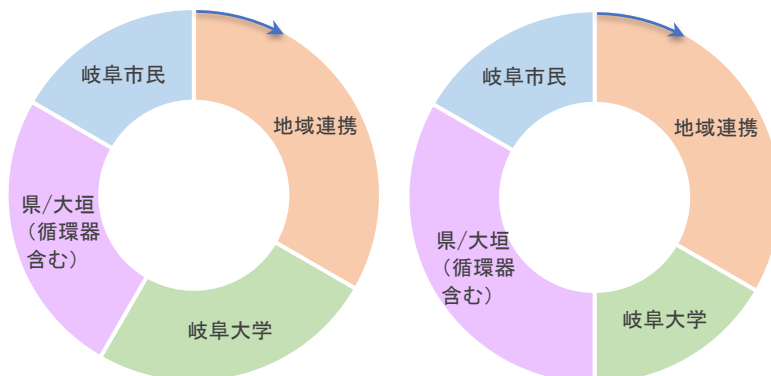 岐阜市民
地域連携
県/大垣
（循環器
含む）
岐阜大学
岐阜市民
地域連携
県/大垣
（循環器
含む）
岐阜大学